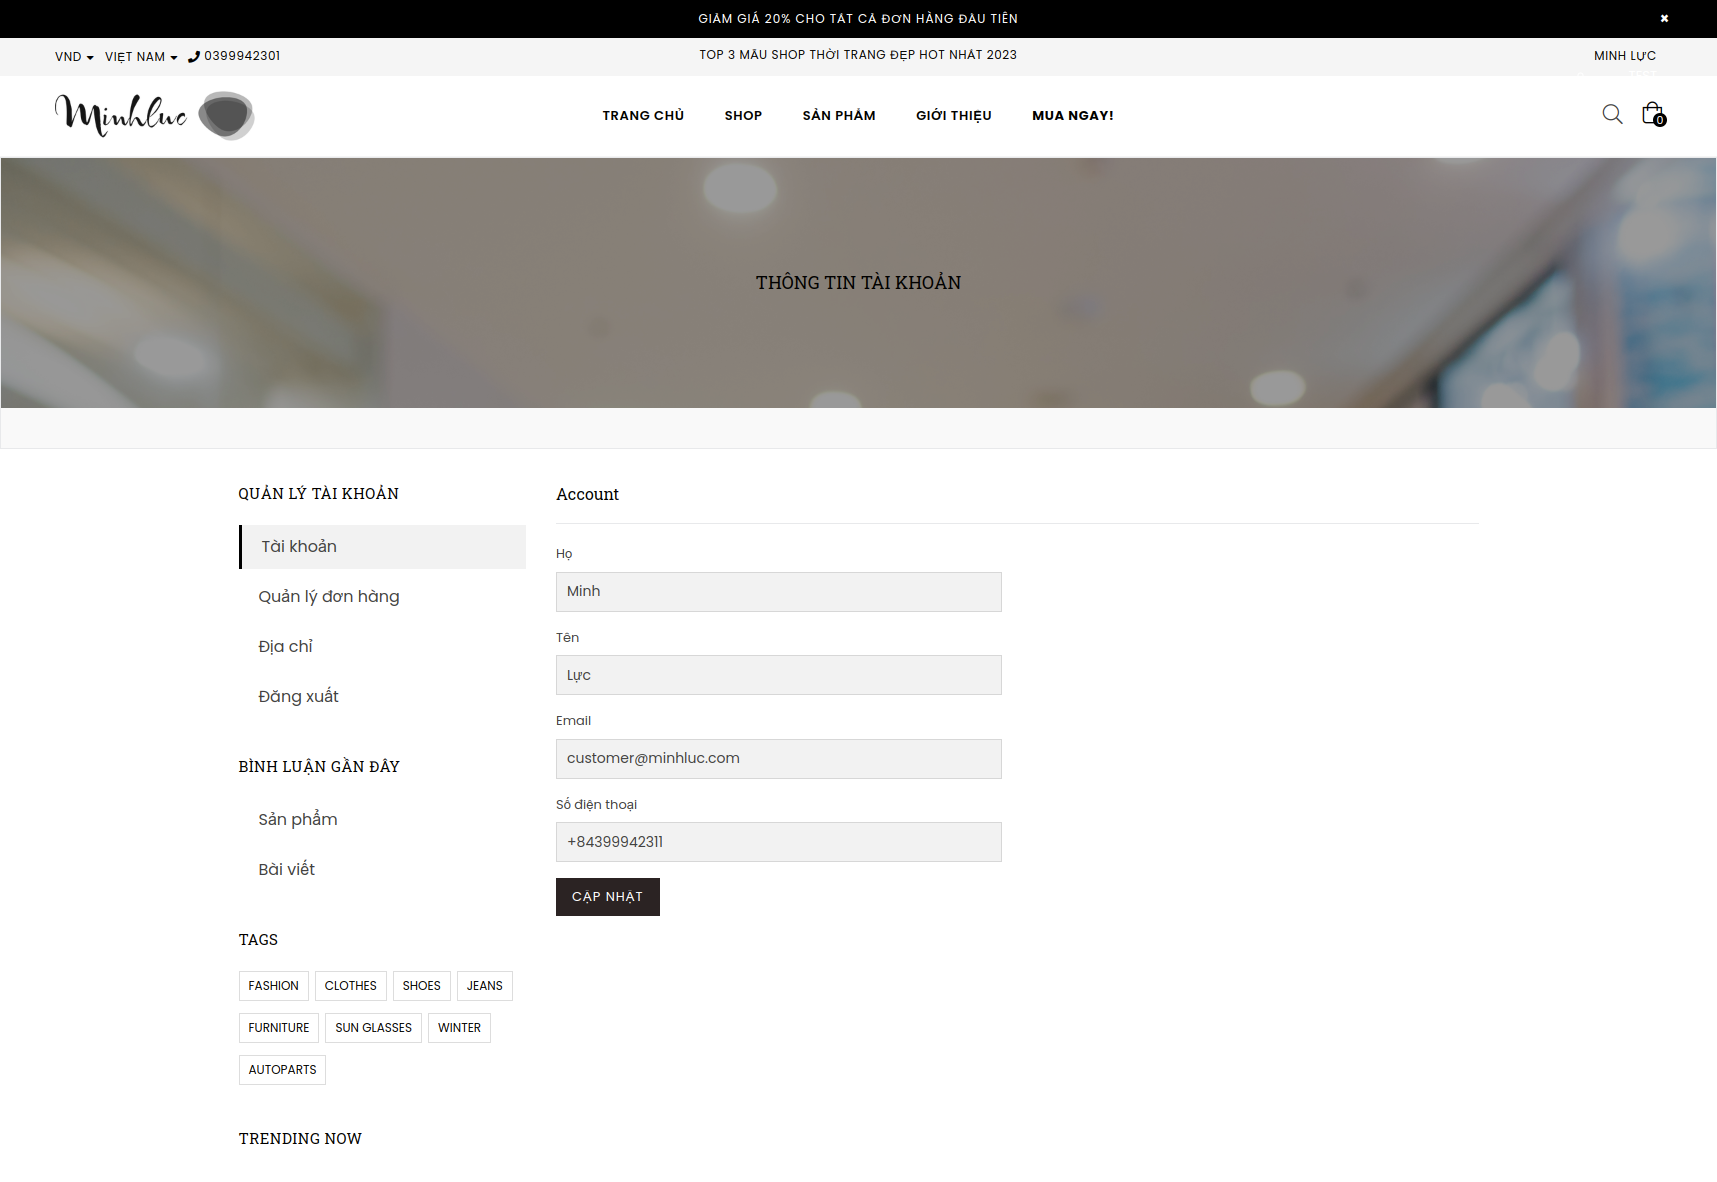 GIẢM GIÁ 20% CHO TẤT CẢ ĐƠN HÀNG ĐẦU TIÊN ✖
VND VIỆT NAM 0399942301 TOP 3 MẪU SHOP THỜI TRANG ĐẸP HOT NHẤT 2023 MINH LỰC
Minhluc TRANG CHỦ SHOP SẢN PHẨM GIỚI THIỆU MUA NGAY! 0
THÔNG TIN TÀI KHOẢN
QUẢN LÝ TÀI KHOẢN
Tài khoản
Quản lý đơn hàng
Địa chỉ
Đăng xuất
BÌNH LUẬN GẦN ĐÂY
Sản phẩm
Bài viết
TAGS
FASHION CLOTHES SHOES JEANS
FURNITURE SUN GLASSES WINTER
AUTOPARTS
TRENDING NOW
Account
Họ
Minh
Tên
Lực
Email
customer@minhluc.com
Số điện thoại
+84399942311
CẬP NHẬT